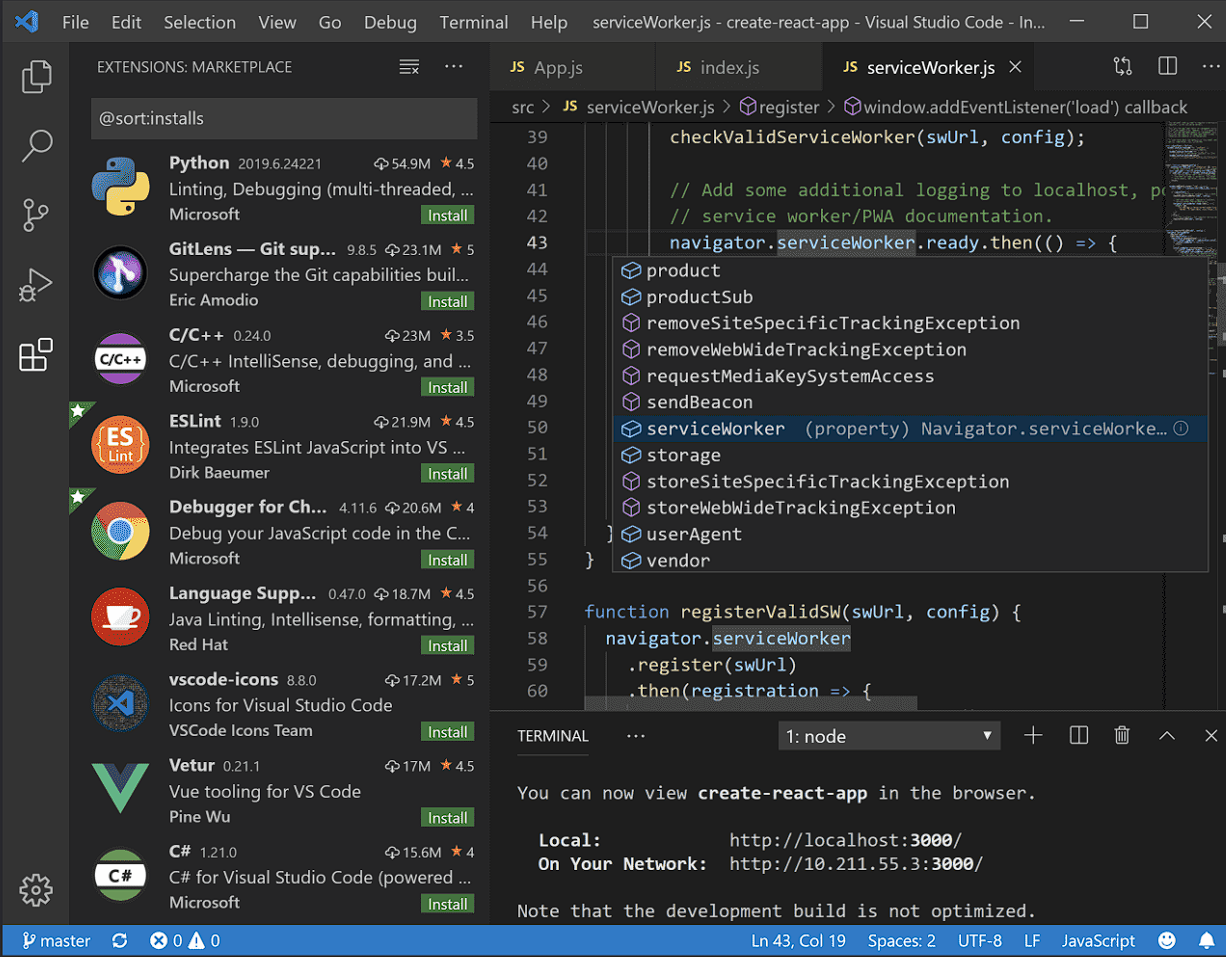 File Edit Selection View Go Debug Terminal Help serviceWorker.js - create-react-app - Visual Studio Code - In...
EXTENSIONS: MARKETPLACE
@sort:installs
Python 2019.6.24221 54.9M 4.5
Linting, Debugging (multi-threaded, ...
Microsoft Install
GitLens — Git sup... 9.8.5 23.1M 5
Supercharge the Git capabilities buil...
Eric Amodio Install
C/C++
C/C++ 0.24.0 23M 3.5
C/C++ IntelliSense, debugging, and ...
Microsoft Install
ES
Lint
ESLint 1.9.0 21.9M 4.5
Integrates ESLint JavaScript into VS ...
Dirk Baeumer Install
Debugger for Ch... 4.11.6 20.6M 4
Debug your JavaScript code in the C...
Microsoft Install
Language Supp... 0.47.0 18.7M 4.5
Java Linting, Intellisense, formatting, ...
Red Hat Install
vscode-icons 8.8.0 17.2M 5
Icons for Visual Studio Code
VSCode Icons Team Install
Vetur 0.21.1 17M 4.5
Vue tooling for VS Code
Pine Wu Install
C#
C# 1.21.0 15.6M 4
C# for Visual Studio Code (powered ...
Microsoft Install
JS App.js JS index.js JS serviceWorker.js
src > JS serviceWorker.js > register > window.addEventListener('load') callback
39 checkValidServiceWorker(swUrl, config);
40
41 // Add some additional logging to localhost, po
42 // service worker/PWA documentation.
43 navigator.serviceWorker.ready.then(() => {
44 product
45 productSub
46 removeSiteSpecificTrackingException
47 removeWebWideTrackingException
48 requestMediaKeySystemAccess
49 sendBeacon
50 serviceWorker (property) Navigator.serviceWorke...
51 storage
52 storeSiteSpecificTrackingException
53 storeWebWideTrackingException
54 } userAgent
55 } vendor
56
57 function registerValidSW(swUrl, config) {
58 navigator.serviceWorker
59 .register(swUrl)
60 .then(registration => {
TERMINAL ... 1: node
You can now view create-react-app in the browser.
Local: http://localhost:3000/
On Your Network: http://10.211.55.3:3000/
Note that the development build is not optimized.
master 0 0 Ln 43, Col 19 Spaces: 2 UTF-8 LF JavaScript